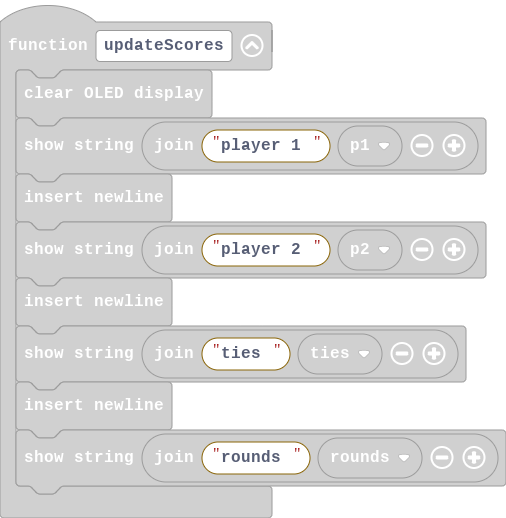 function updateScores
clear OLED display
show string join "player 1 " p1
insert newline
show string join "player 2 " p2
insert newline
show string join "ties " ties
insert newline
show string join "rounds " rounds